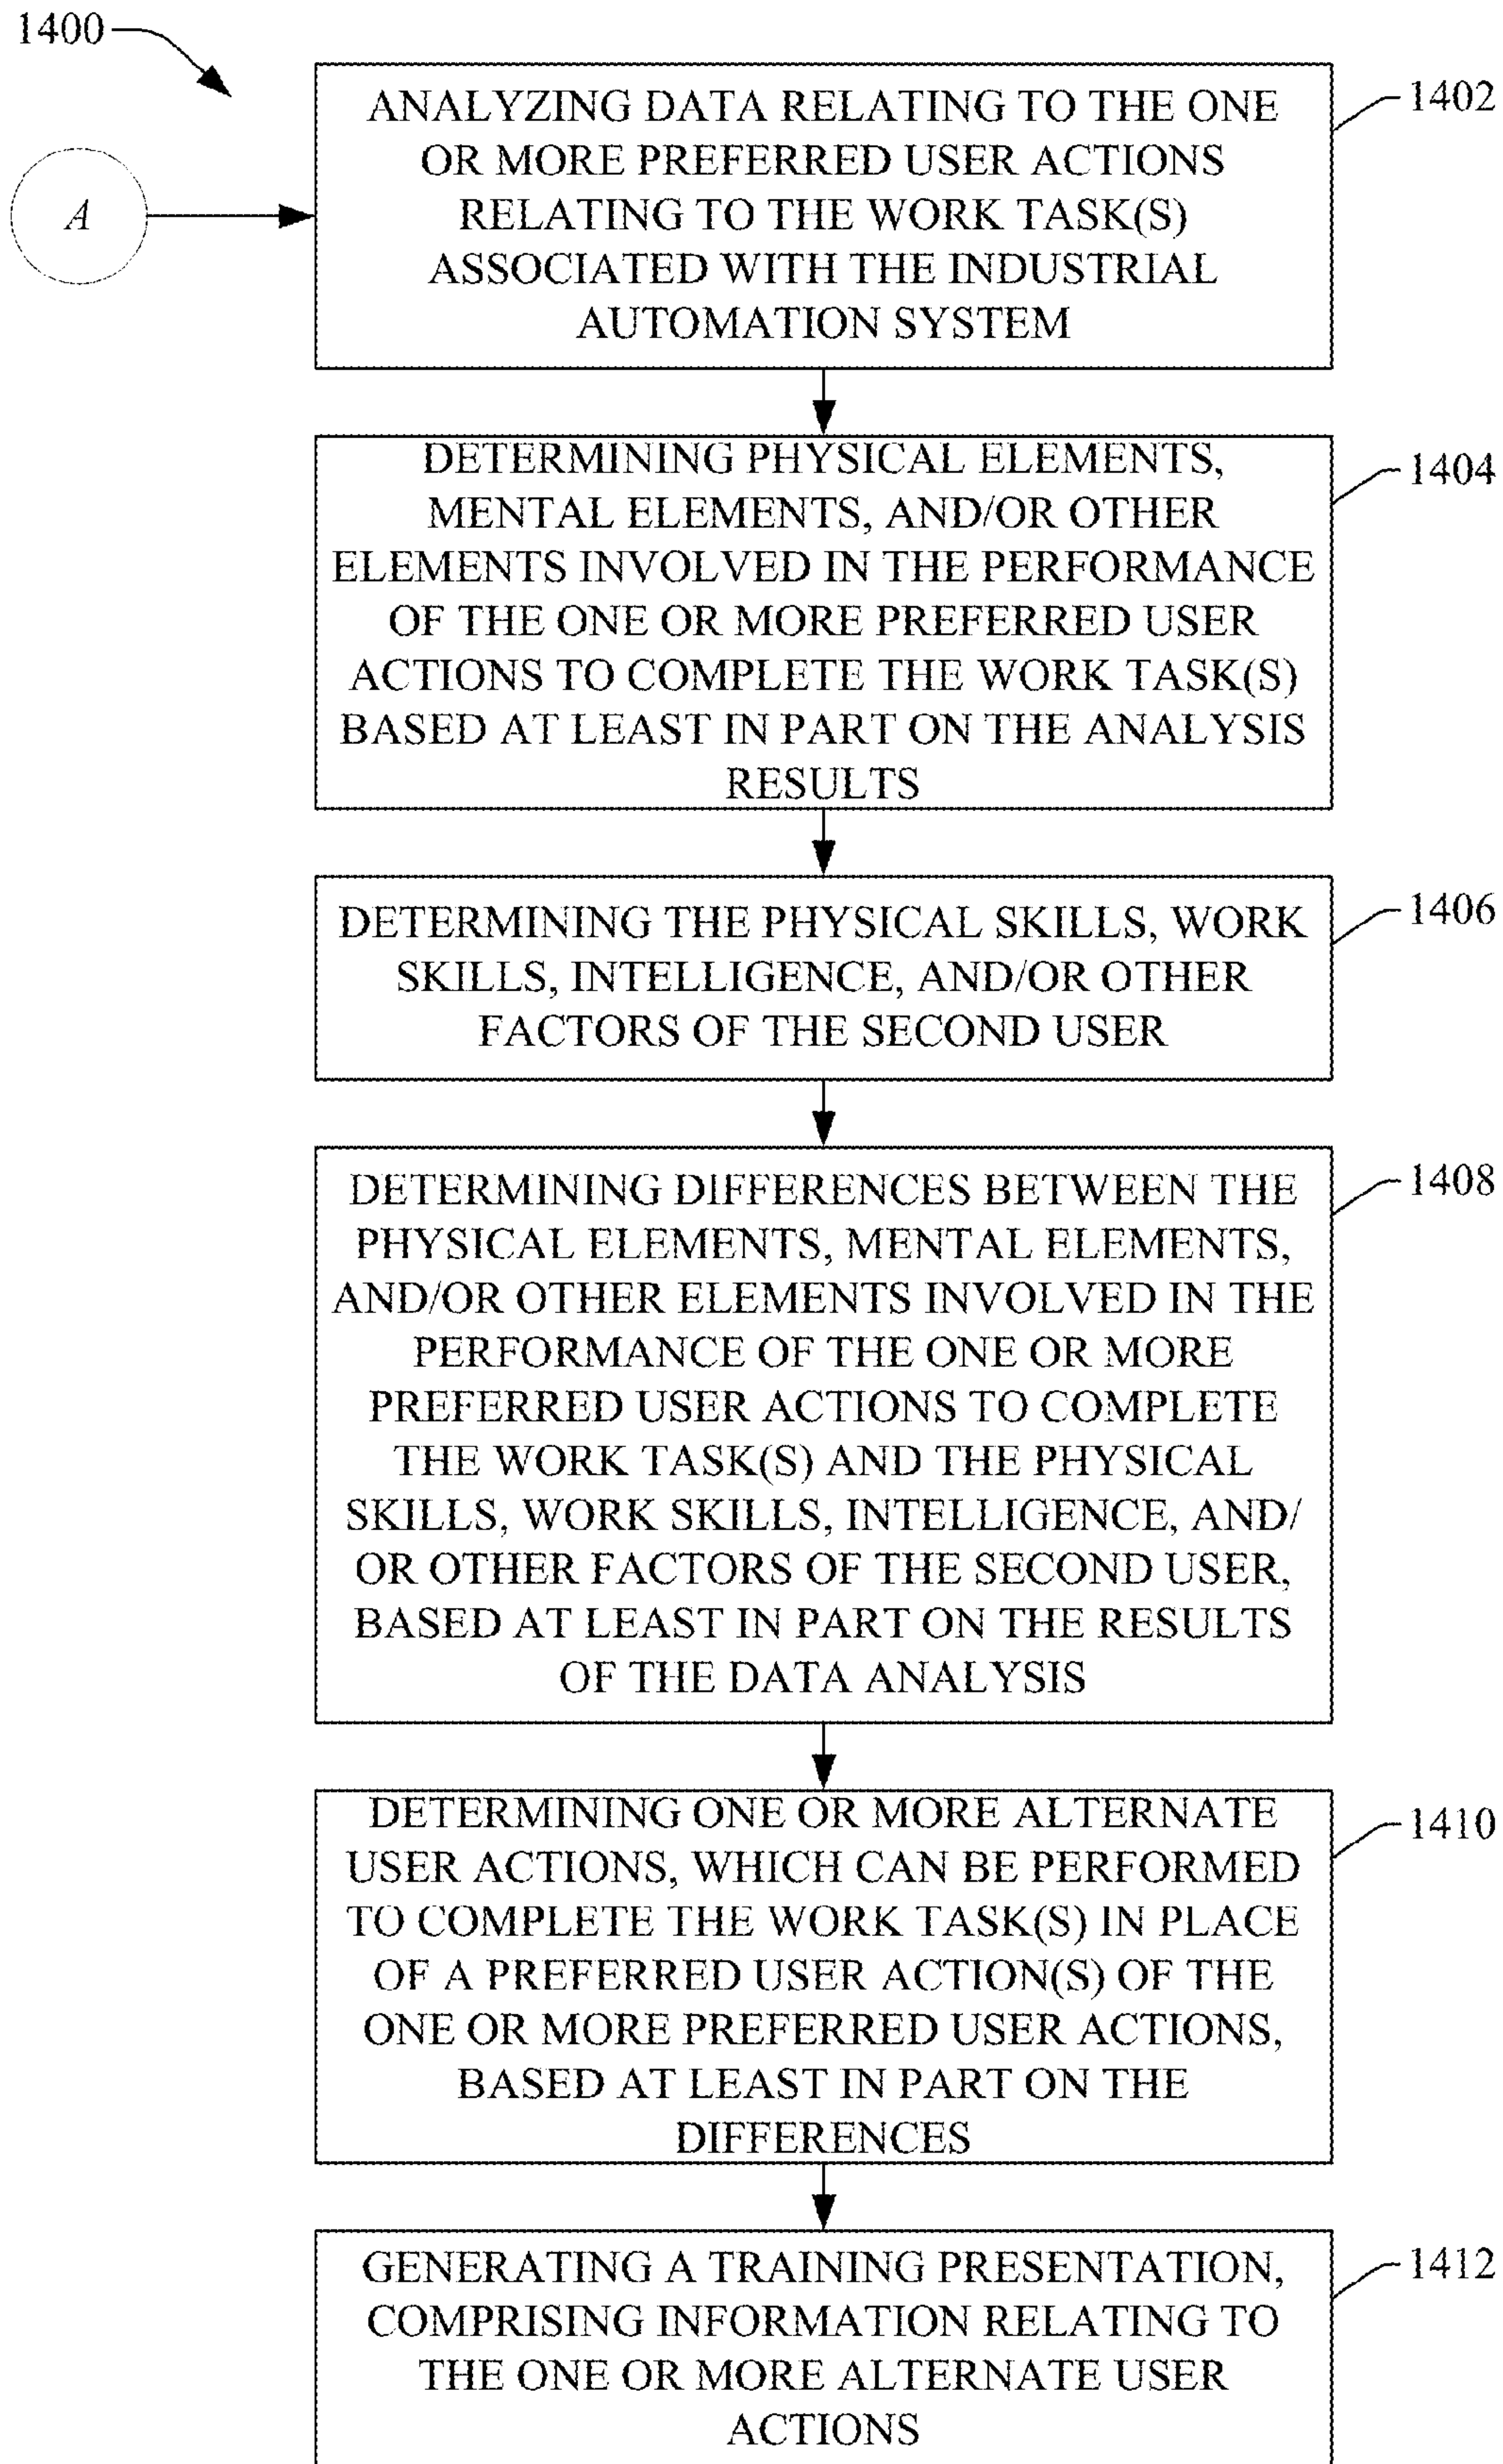 1400
1402
ANALYZING DATA RELATING TO THE ONE
OR MORE PREFERRED USER ACTIONS
RELATING TO THE WORK TASK(S)
ASSOCIATED WITH THE INDUSTRIAL
AUTOMATION SYSTEM
A
1404
DETERMINING PHYSICAL ELEMENTS,
MENTAL ELEMENTS, AND/OR OTHER
ELEMENTS INVOLVED IN THE PERFORMANCE
OF THE ONE OR MORE PREFERRED USER
ACTIONS TO COMPLETE THE WORK TASK(S)
BASED AT LEAST IN PART ON THE ANALYSIS
RESULTS
1406
DETERMINING THE PHYSICAL SKILLS, WORK
SKILLS, INTELLIGENCE, AND/OR OTHER
FACTORS OF THE SECOND USER
1408
DETERMINING DIFFERENCES BETWEEN THE
PHYSICAL ELEMENTS, MENTAL ELEMENTS,
AND/OR OTHER ELEMENTS INVOLVED IN THE
PERFORMANCE OF THE ONE OR MORE
PREFERRED USER ACTIONS TO COMPLETE
THE WORK TASK(S) AND THE PHYSICAL
SKILLS, WORK SKILLS, INTELLIGENCE, AND/
OR OTHER FACTORS OF THE SECOND USER,
BASED AT LEAST IN PART ON THE RESULTS
OF THE DATA ANALYSIS
1410
DETERMINING ONE OR MORE ALTERNATE
USER ACTIONS, WHICH CAN BE PERFORMED
TO COMPLETE THE WORK TASK(S) IN PLACE
OF A PREFERRED USER ACTION(S) OF THE
ONE OR MORE PREFERRED USER ACTIONS,
BASED AT LEAST IN PART ON THE
DIFFERENCES
1412
GENERATING A TRAINING PRESENTATION,
COMPRISING INFORMATION RELATING TO
THE ONE OR MORE ALTERNATE USER
ACTIONS